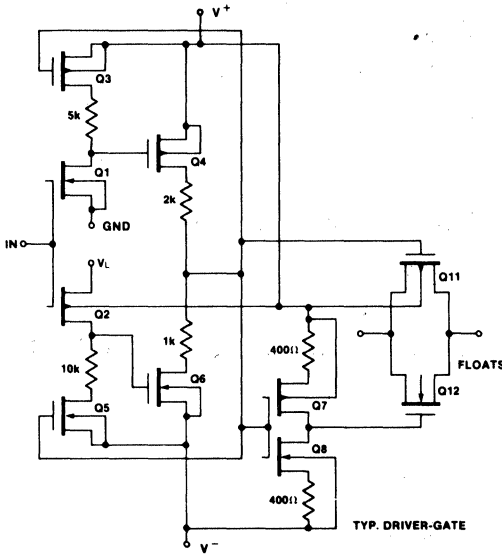 V+
Q3
5k
Q4
Q1
2k
GND
IN
VL
Q11
Q2
1k
400Ω
FLOATS
10k
Q6
Q7
Q12
Q5
Q8
400Ω
TYP. DRIVER-GATE
V−